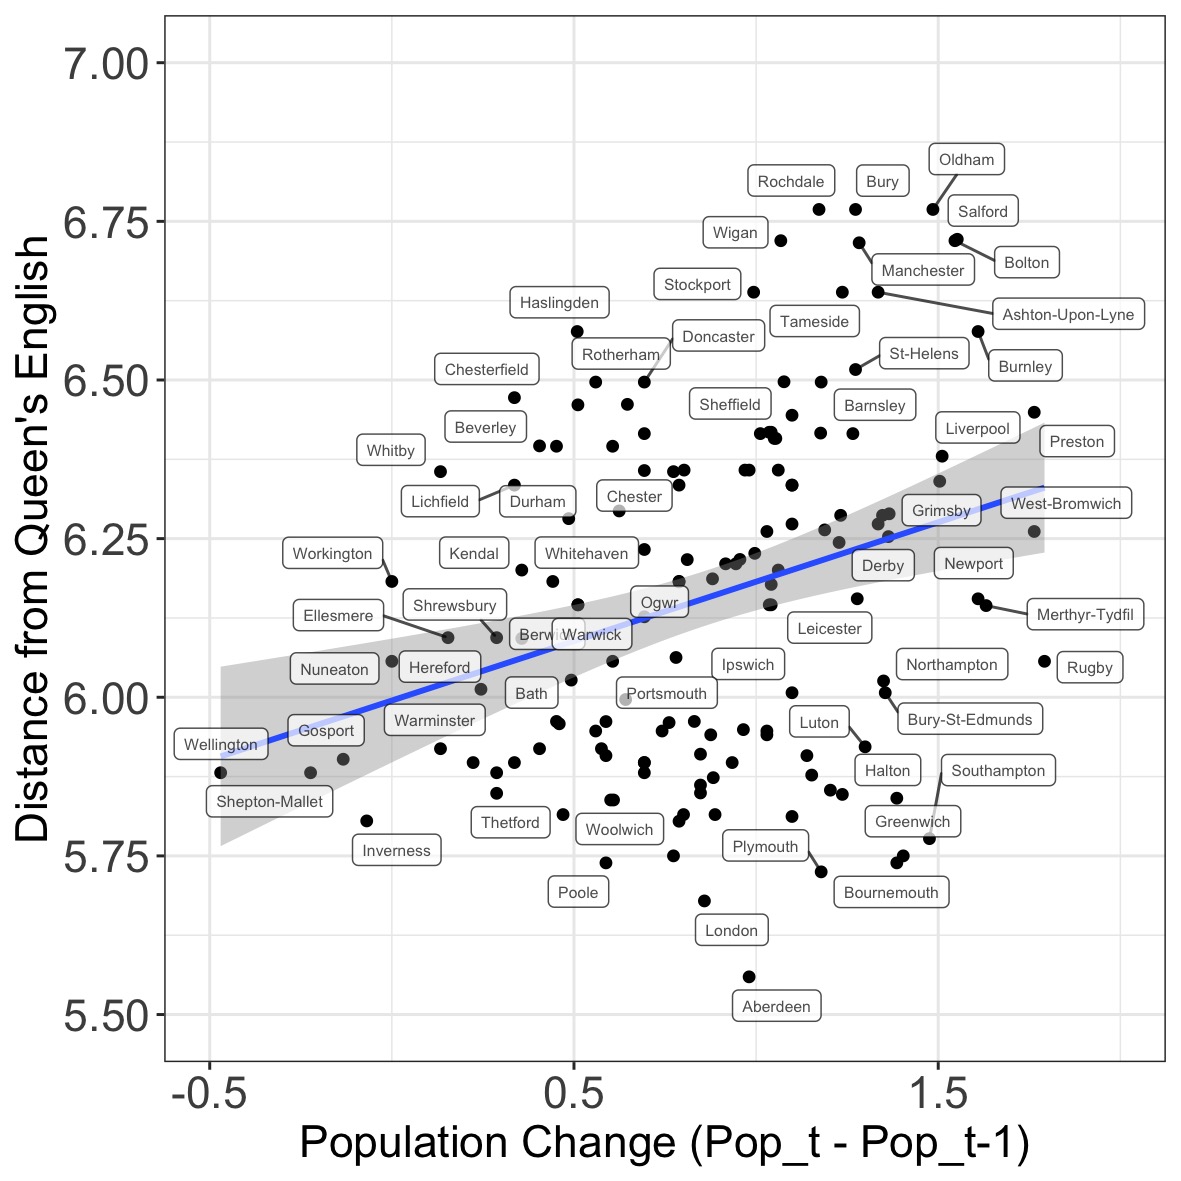 7.00
6.75
6.50
6.25
6.00
5.75
5.50
Distance from Queen's English
Oldham
Rochdale
Bury
Salford
Wigan
Bolton
Manchester
Stockport
Haslingden
Ashton-Upon-Lyne
Tameside
Doncaster
Rotherham
St-Helens
Burnley
Chesterfield
Sheffield
Barnsley
Beverley
Liverpool
Preston
Whitby
Lichfield
Durham
Chester
Grimsby
West-Bromwich
Workington
Kendal
Whitehaven
Derby
Newport
Ellesmere
Shrewsbury
Ogwr
Merthyr-Tydfil
Warwick
Leicester
Nuneaton
Hereford
Ipswich
Northampton
Rugby
Bath
Portsmouth
Warminster
Gosport
Luton
Bury-St-Edmunds
Wellington
Halton
Southampton
Shepton-Mallet
Thetford
Woolwich
Greenwich
Inverness
Plymouth
Poole
Bournemouth
London
Aberdeen
-0.5
0.5
1.5
Population Change (Pop_t - Pop_t-1)